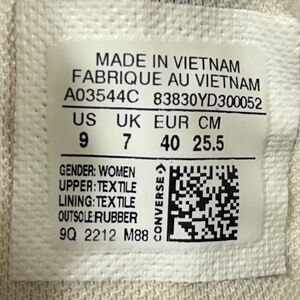 MADE IN VIETNAM
FABRIQUE AU VIETNAM
A03544C 83830YD300052
US UK EUR CM
9 7 40 25.5
GENDER: WOMEN
UPPER: TEXTILE
LINING: TEXTILE
OUTSOLE: RUBBER
9Q 2212 M88
CONVERSE